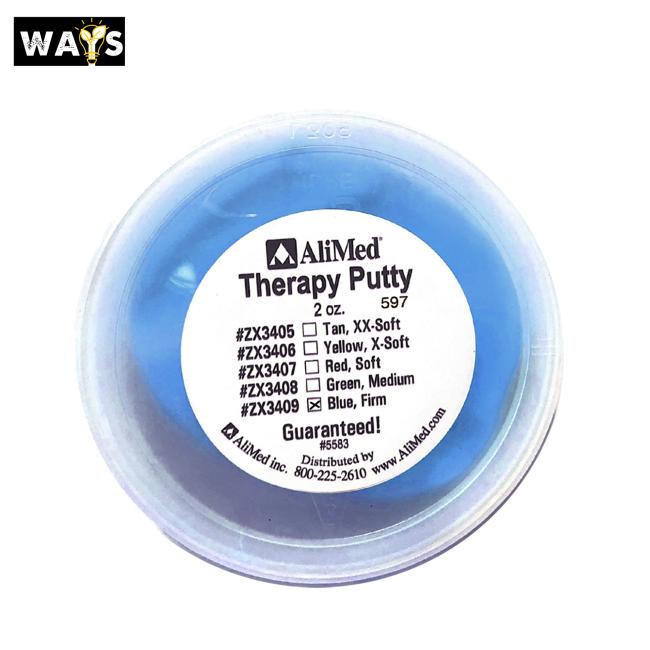 WAYS
AliMed®
Therapy Putty
2 oz. 597
#ZX3405 ☐ Tan, XX-Soft
#ZX3406 ☐ Yellow, X-Soft
#ZX3407 ☐ Red, Soft
#ZX3408 ☐ Green, Medium
#ZX3409 ☒ Blue, Firm
Guaranteed!
#5583
Distributed by
AliMed inc. 800-225-2610 www.AliMed.com